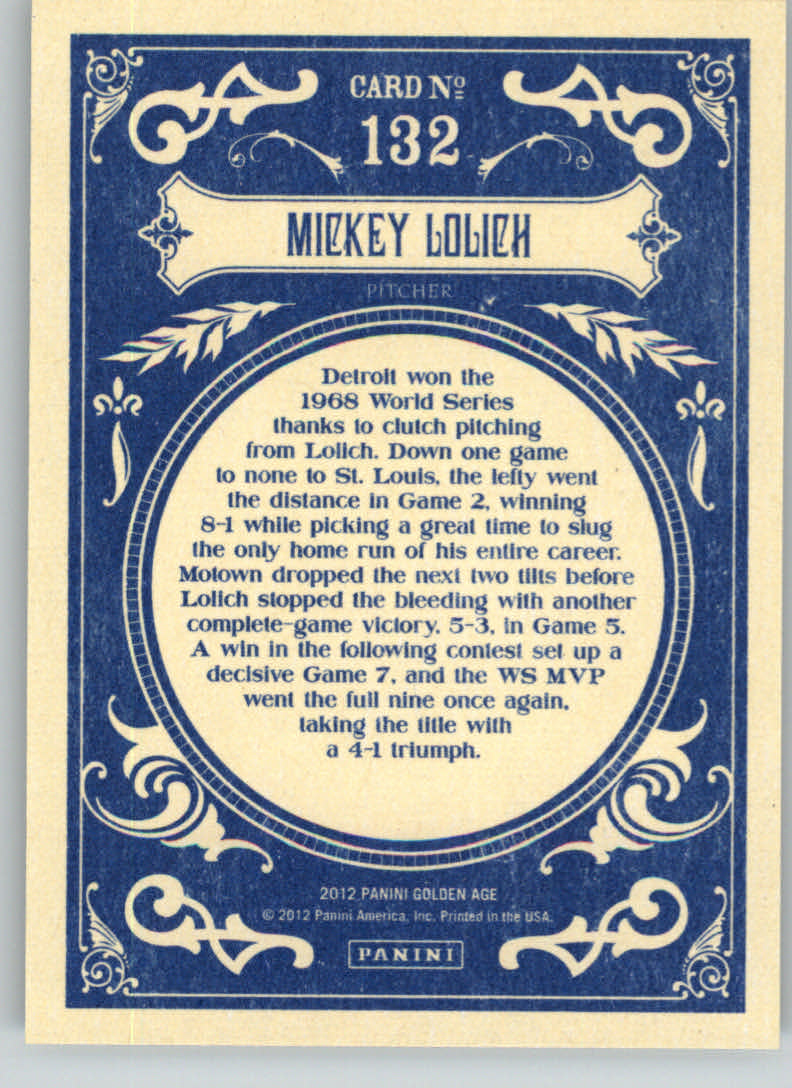 CARD Nº
132
MICKEY LOLICH
PITCHER
Detroit won the
1968 World Series
thanks to clutch pitching
from Lolich. Down one game
to none to St. Louis, the lefty went
the distance in Game 2, winning
8-1 while picking a great time to slug
the only home run of his entire career.
Motown dropped the next two tilts before
Lolich stopped the bleeding with another
complete-game victory, 5-3, in Game 5.
A win in the following contest set up a
decisive Game 7, and the WS MVP
went the full nine once again,
taking the title with
a 4-1 triumph.
2012 PANINI GOLDEN AGE
© 2012 Panini America, Inc. Printed in the USA.
PANINI